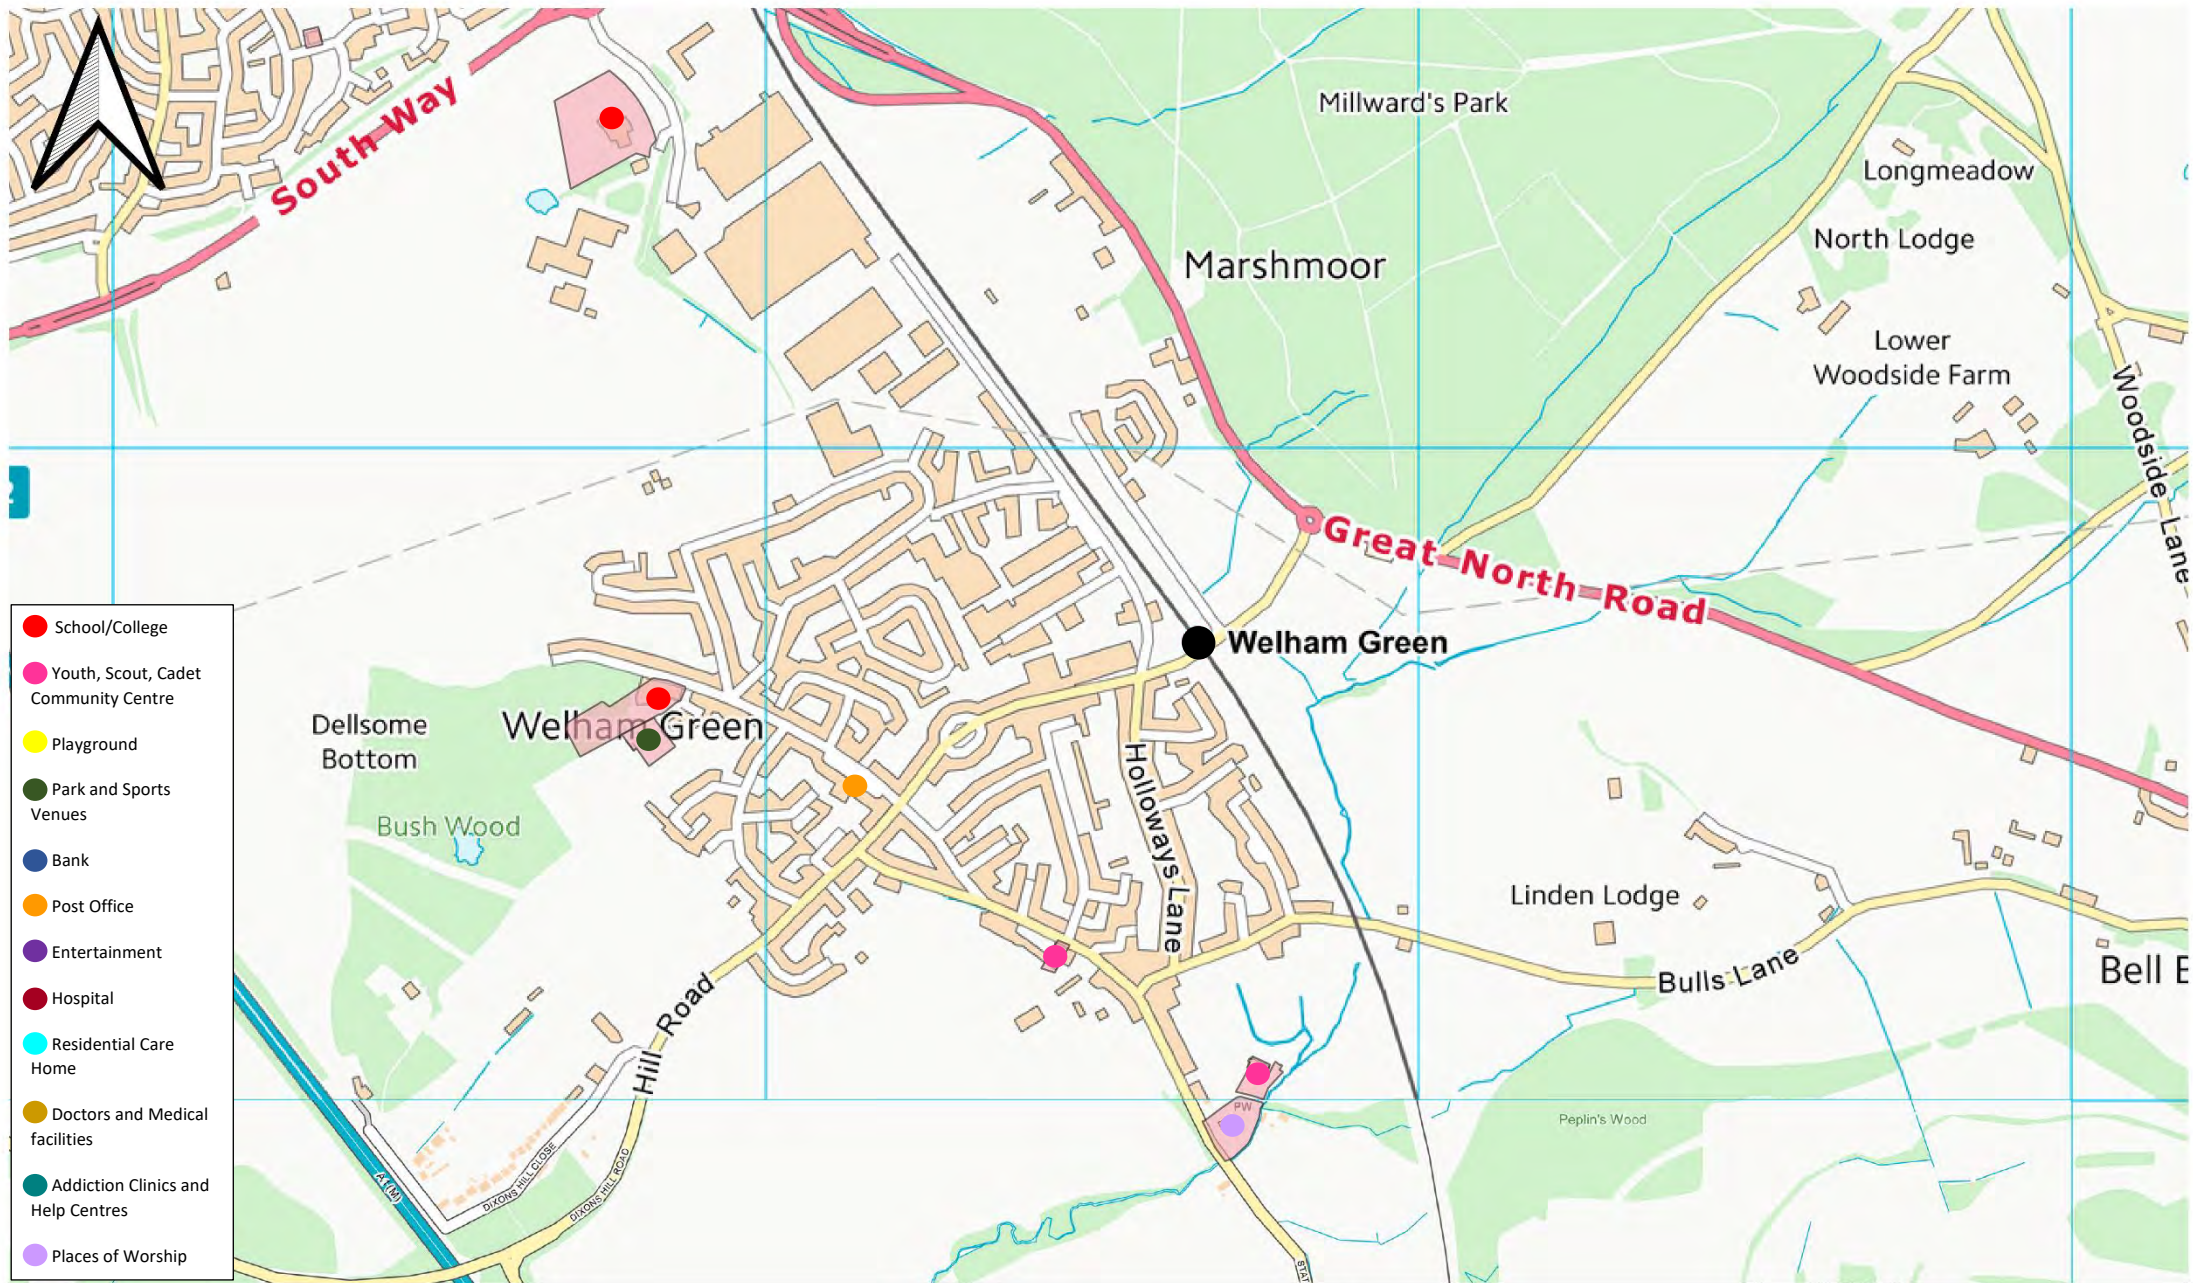 South Way
Millward's Park
Longmeadow
North Lodge
Marshmoor
Lower
Woodside Farm
Woodside Lane
Great North Road
Welham Green
Dellsome
Bottom
Welham Green
Bush Wood
Holloways Lane
Linden Lodge
Bulls Lane
Bell
Hill Road
PW
Peplin's Wood
A1(M)
DIXONS HILL CLOSE
DIXONS HILL ROAD
STAT
School/College
Youth, Scout, Cadet
Community Centre
Playground
Park and Sports
Venues
Bank
Post Office
Entertainment
Hospital
Residential Care
Home
Doctors and Medical
facilities
Addiction Clinics and
Help Centres
Places of Worship